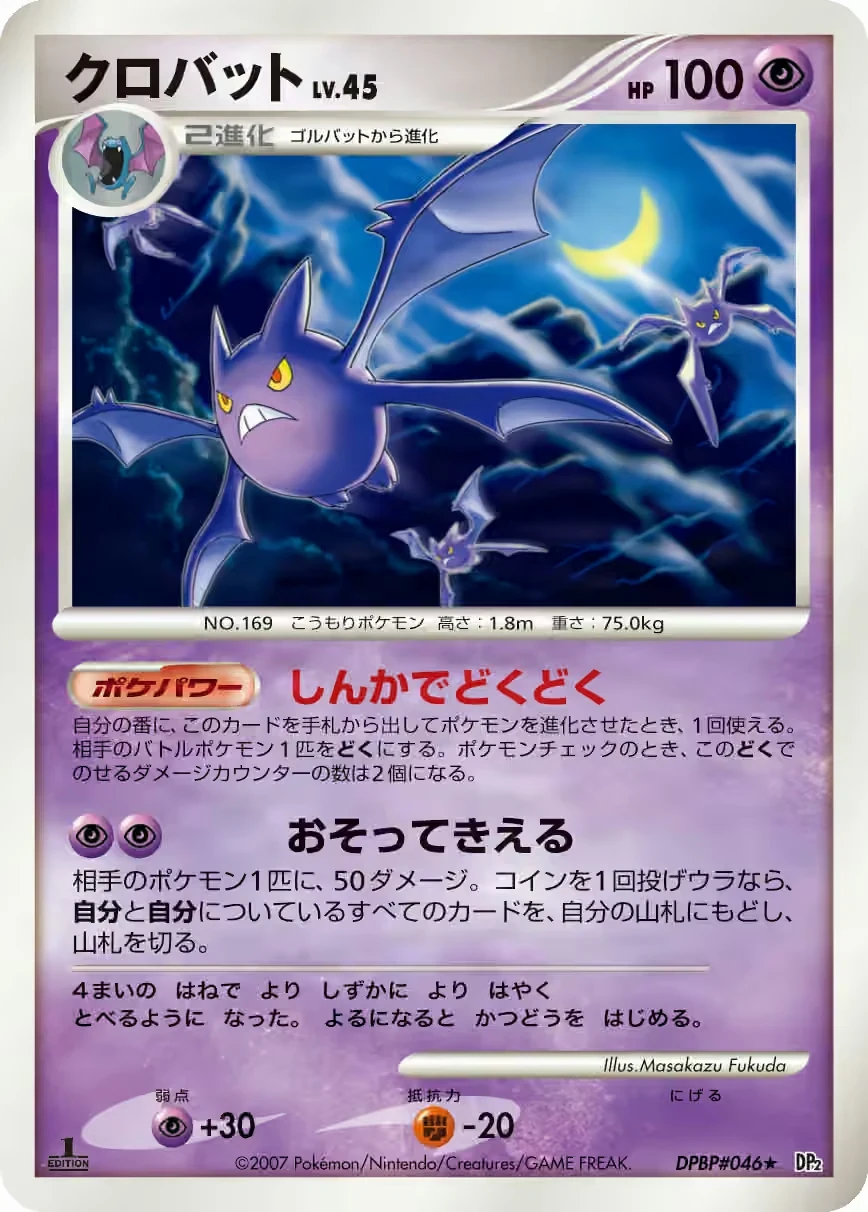 クロバット LV.45
HP 100
2進化 ゴルバットから進化
NO.169 こうもりポケモン 高さ：1.8m 重さ：75.0kg
ポケパワー しんかでどくどく
自分の番に、このカードを手札から出してポケモンを進化させたとき、1回使える。
相手のバトルポケモン1匹をどくにする。ポケモンチェックのとき、このどくで
のせるダメージカウンターの数は2個になる。
おそってきえる
相手のポケモン1匹に、50ダメージ。コインを1回投げウラなら、
自分と自分についているすべてのカードを、自分の山札にもどし、
山札を切る。
4まいの はねで より しずかに より はやく
とべるように なった。 よるになると かつどうを はじめる。
Illus.Masakazu Fukuda
弱点 抵抗力 にげる
+30 -20
1 EDITION
©2007 Pokémon/Nintendo/Creatures/GAME FREAK.
DPBP#046★ DP2